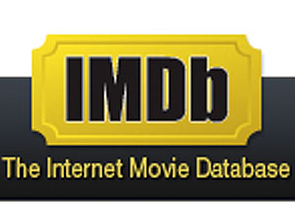 IMDb
The Internet Movie Database